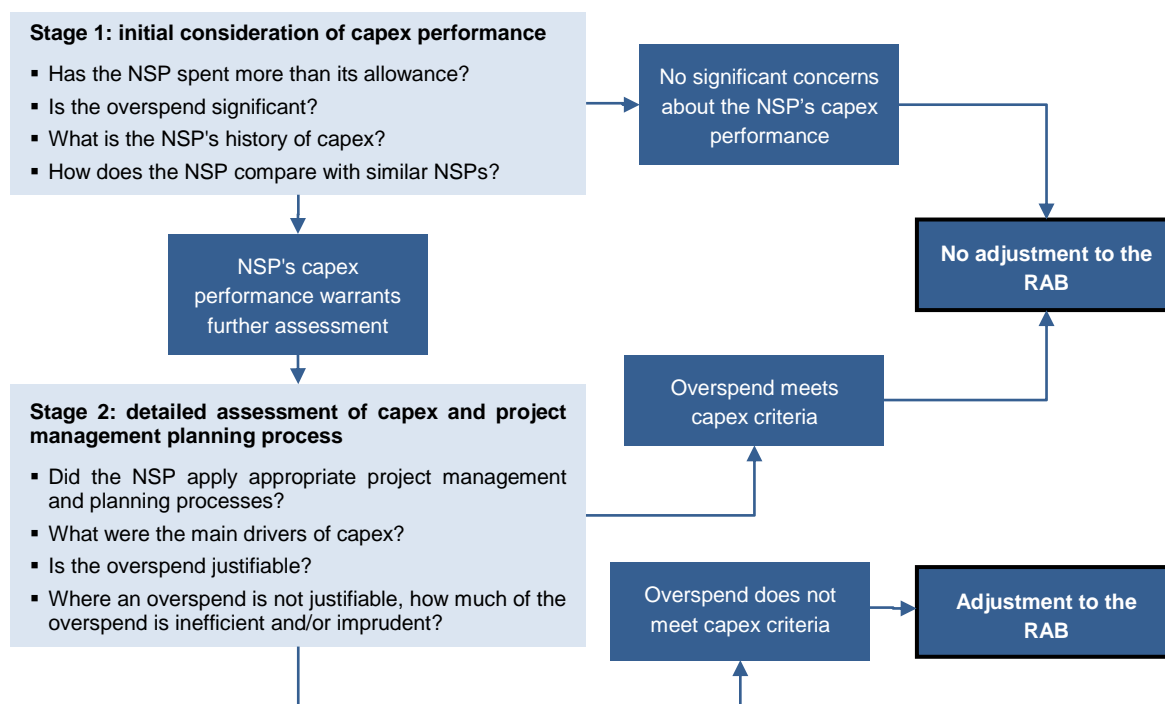 Stage 1: initial consideration of capex performance
▪ Has the NSP spent more than its allowance?
▪ Is the overspend significant?
▪ What is the NSP's history of capex?
▪ How does the NSP compare with similar NSPs?
No significant concerns
about the NSP's capex
performance
No adjustment to the
RAB
NSP's capex
performance warrants
further assessment
Stage 2: detailed assessment of capex and project
management planning process
▪ Did the NSP apply appropriate project management
and planning processes?
▪ What were the main drivers of capex?
▪ Is the overspend justifiable?
▪ Where an overspend is not justifiable, how much of the
overspend is inefficient and/or imprudent?
Overspend meets
capex criteria
Overspend does not
meet capex criteria
Adjustment to the
RAB